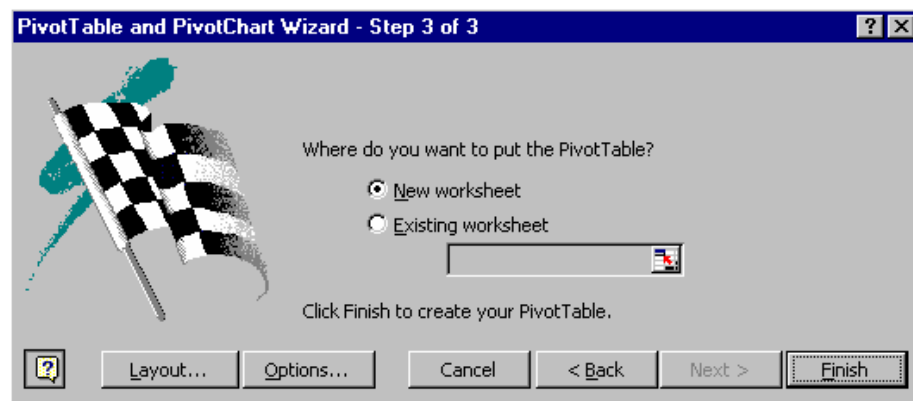 PivotTable and PivotChart Wizard - Step 3 of 3
Where do you want to put the PivotTable?
New worksheet
Existing worksheet
Click Finish to create your PivotTable.
Layout... Options... Cancel < Back Next > Finish